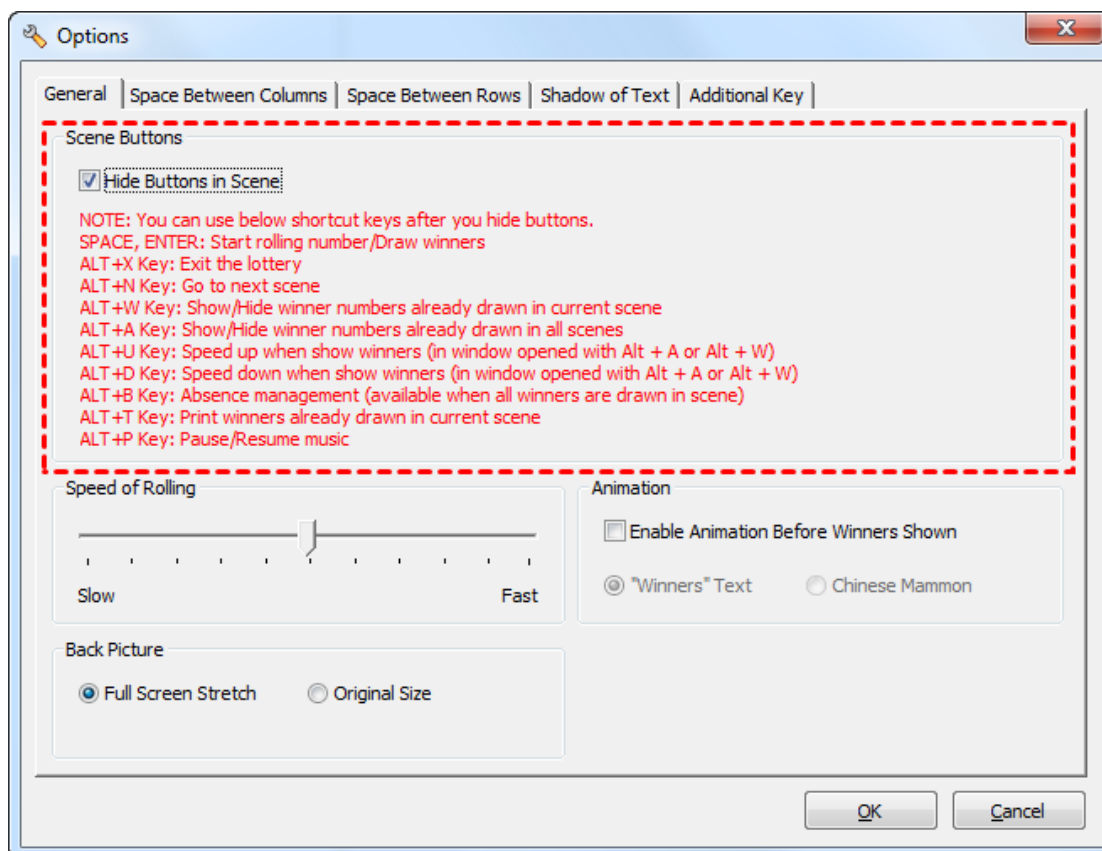 Options
General Space Between Columns Space Between Rows Shadow of Text Additional Key
Scene Buttons
Hide Buttons in Scene
NOTE: You can use below shortcut keys after you hide buttons.
SPACE, ENTER: Start rolling number/Draw winners
ALT+X Key: Exit the lottery
ALT+N Key: Go to next scene
ALT+W Key: Show/Hide winner numbers already drawn in current scene
ALT+A Key: Show/Hide winner numbers already drawn in all scenes
ALT+U Key: Speed up when show winners (in window opened with Alt + A or Alt + W)
ALT+D Key: Speed down when show winners (in window opened with Alt + A or Alt + W)
ALT+B Key: Absence management (available when all winners are drawn in scene)
ALT+T Key: Print winners already drawn in current scene
ALT+P Key: Pause/Resume music
Speed of Rolling
Slow Fast
Animation
Enable Animation Before Winners Shown
"Winners" Text Chinese Mammon
Back Picture
Full Screen Stretch Original Size
OK Cancel